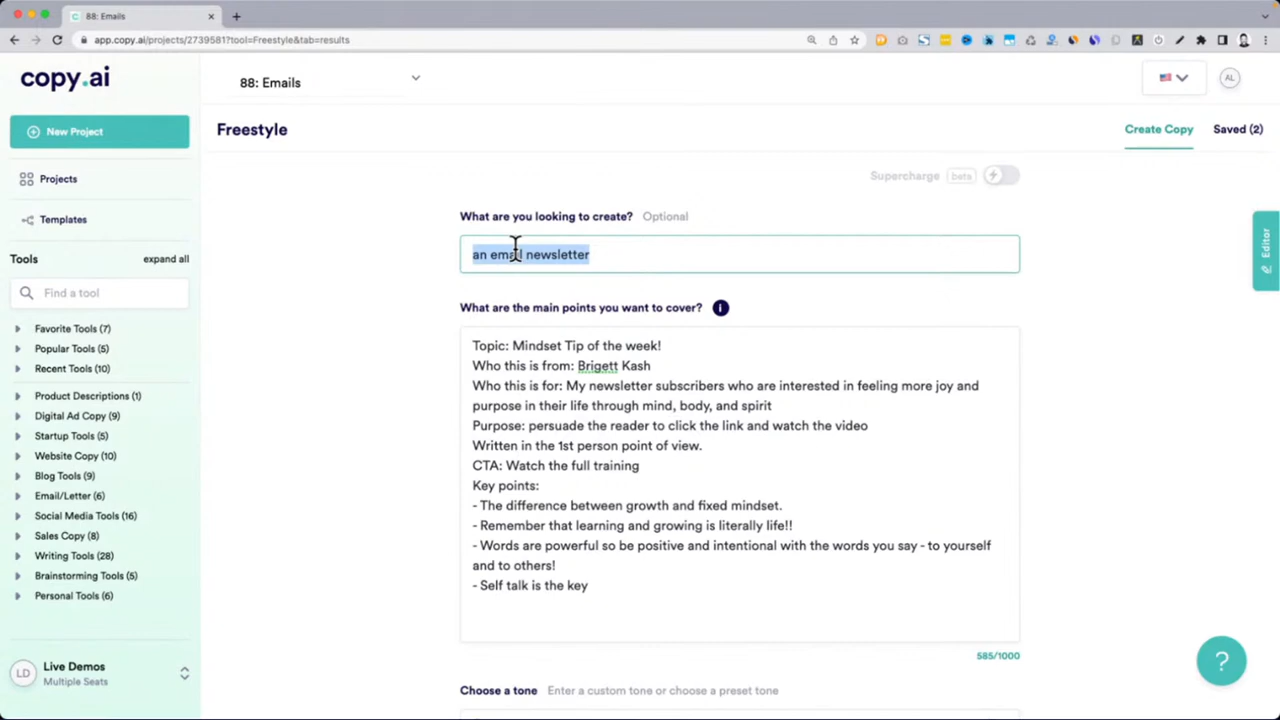 88: Emails
app.copy.ai/projects/2739581?tool=Freestyle&tab=results
copy.ai
88: Emails
AL
New Project
Freestyle
Create Copy
Saved (2)
Projects
Supercharge beta
Templates
What are you looking to create? Optional
Tools
expand all
an email newsletter
Editor
Find a tool
What are the main points you want to cover?
Favorite Tools (7)
Popular Tools (5)
Recent Tools (10)
Product Descriptions (1)
Digital Ad Copy (9)
Startup Tools (5)
Website Copy (10)
Blog Tools (9)
Email/Letter (6)
Social Media Tools (16)
Sales Copy (8)
Writing Tools (28)
Brainstorming Tools (5)
Personal Tools (6)
Topic: Mindset Tip of the week!
Who this is from: Brigett Kash
Who this is for: My newsletter subscribers who are interested in feeling more joy and
purpose in their life through mind, body, and spirit
Purpose: persuade the reader to click the link and watch the video
Written in the 1st person point of view.
CTA: Watch the full training
Key points:
- The difference between growth and fixed mindset.
- Remember that learning and growing is literally life!!
- Words are powerful so be positive and intentional with the words you say - to yourself
and to others!
- Self talk is the key
585/1000
LD
Live Demos
Multiple Seats
?
Choose a tone Enter a custom tone or choose a preset tone